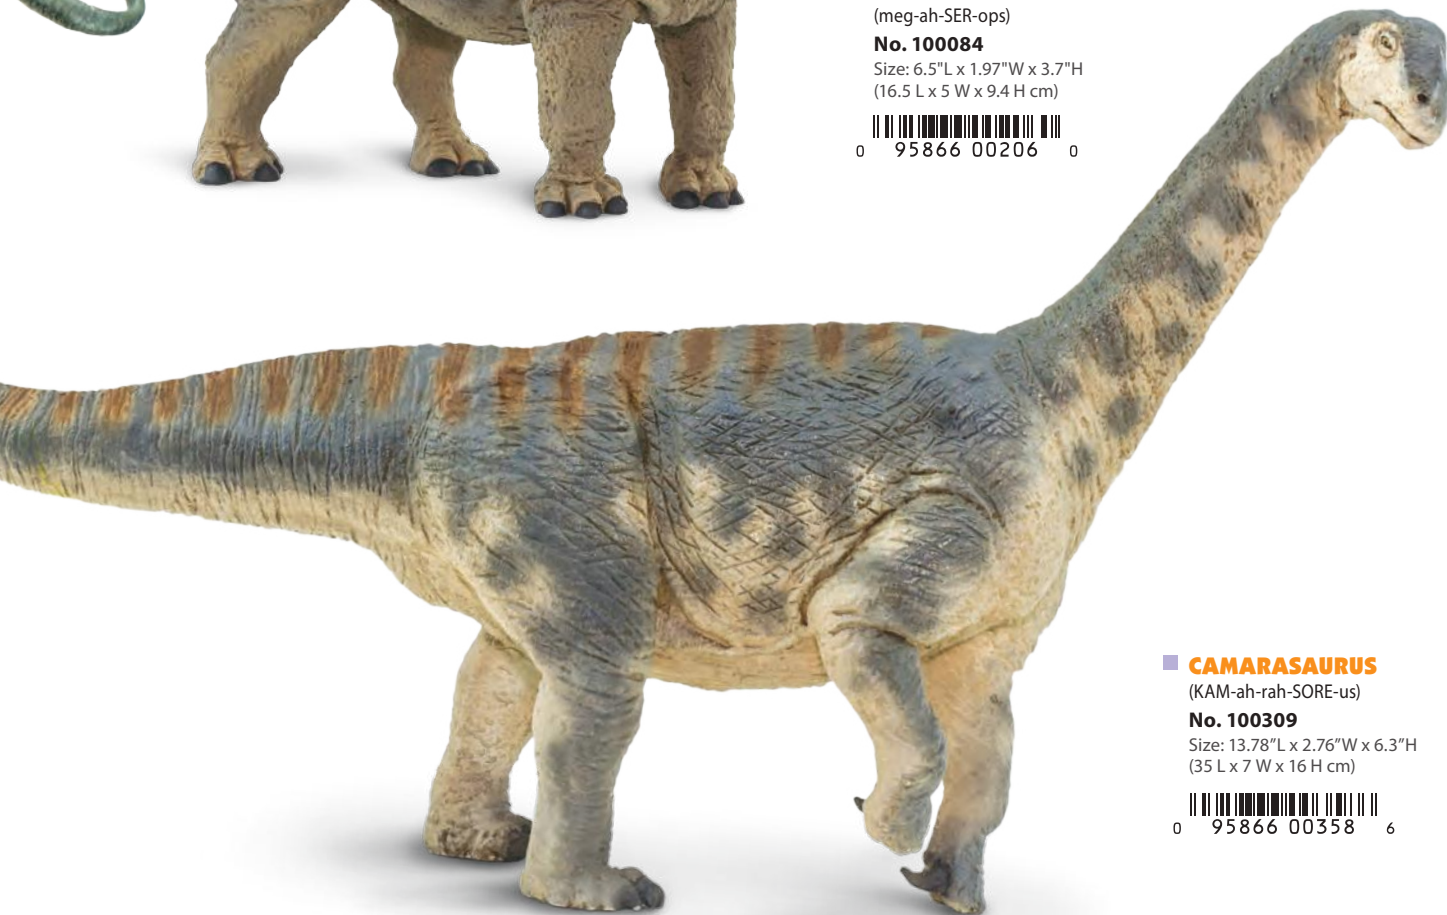 (meg-ah-SER-ops)
No. 100084
Size: 6.5"L x 1.97"W x 3.7"H
(16.5 L x 5 W x 9.4 H cm)
0 95866 00206 0
CAMARASAURUS
(KAM-ah-rah-SORE-us)
No. 100309
Size: 13.78”L x 2.76”W x 6.3”H
(35 L x 7 W x 16 H cm)
0 95866 00358 6